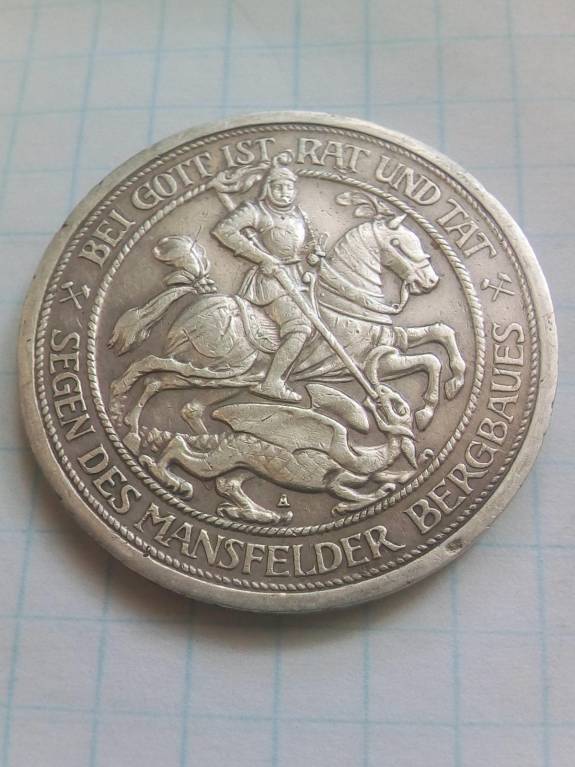 BEI GOTT IST RAT UND TAT
SEGEN DES MANSFELDER BERGBAUES
A